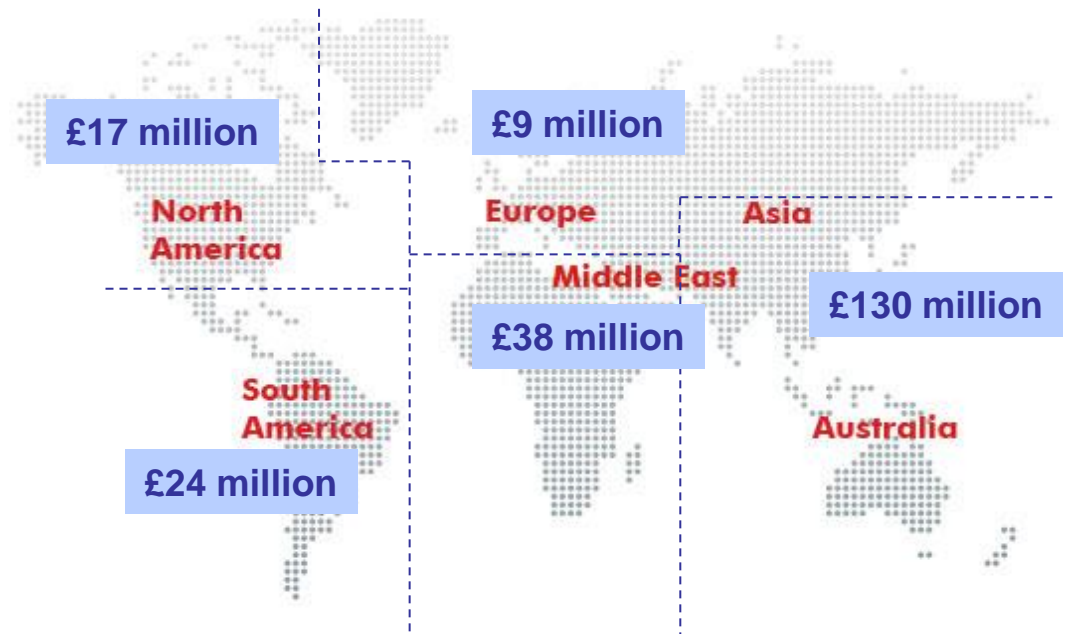 £17 million
£9 million
North
America
Europe
Asia
Middle East
£130 million
£38 million
South
America
Australia
£24 million